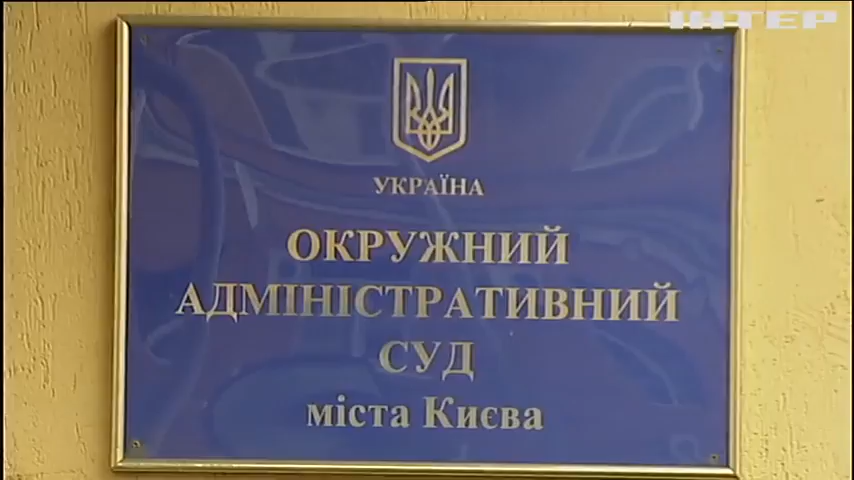 ІНТЕР
УКРАЇНА
ОКРУЖНИЙ
АДМІНІСТРАТИВНИЙ
СУД
міста Києва